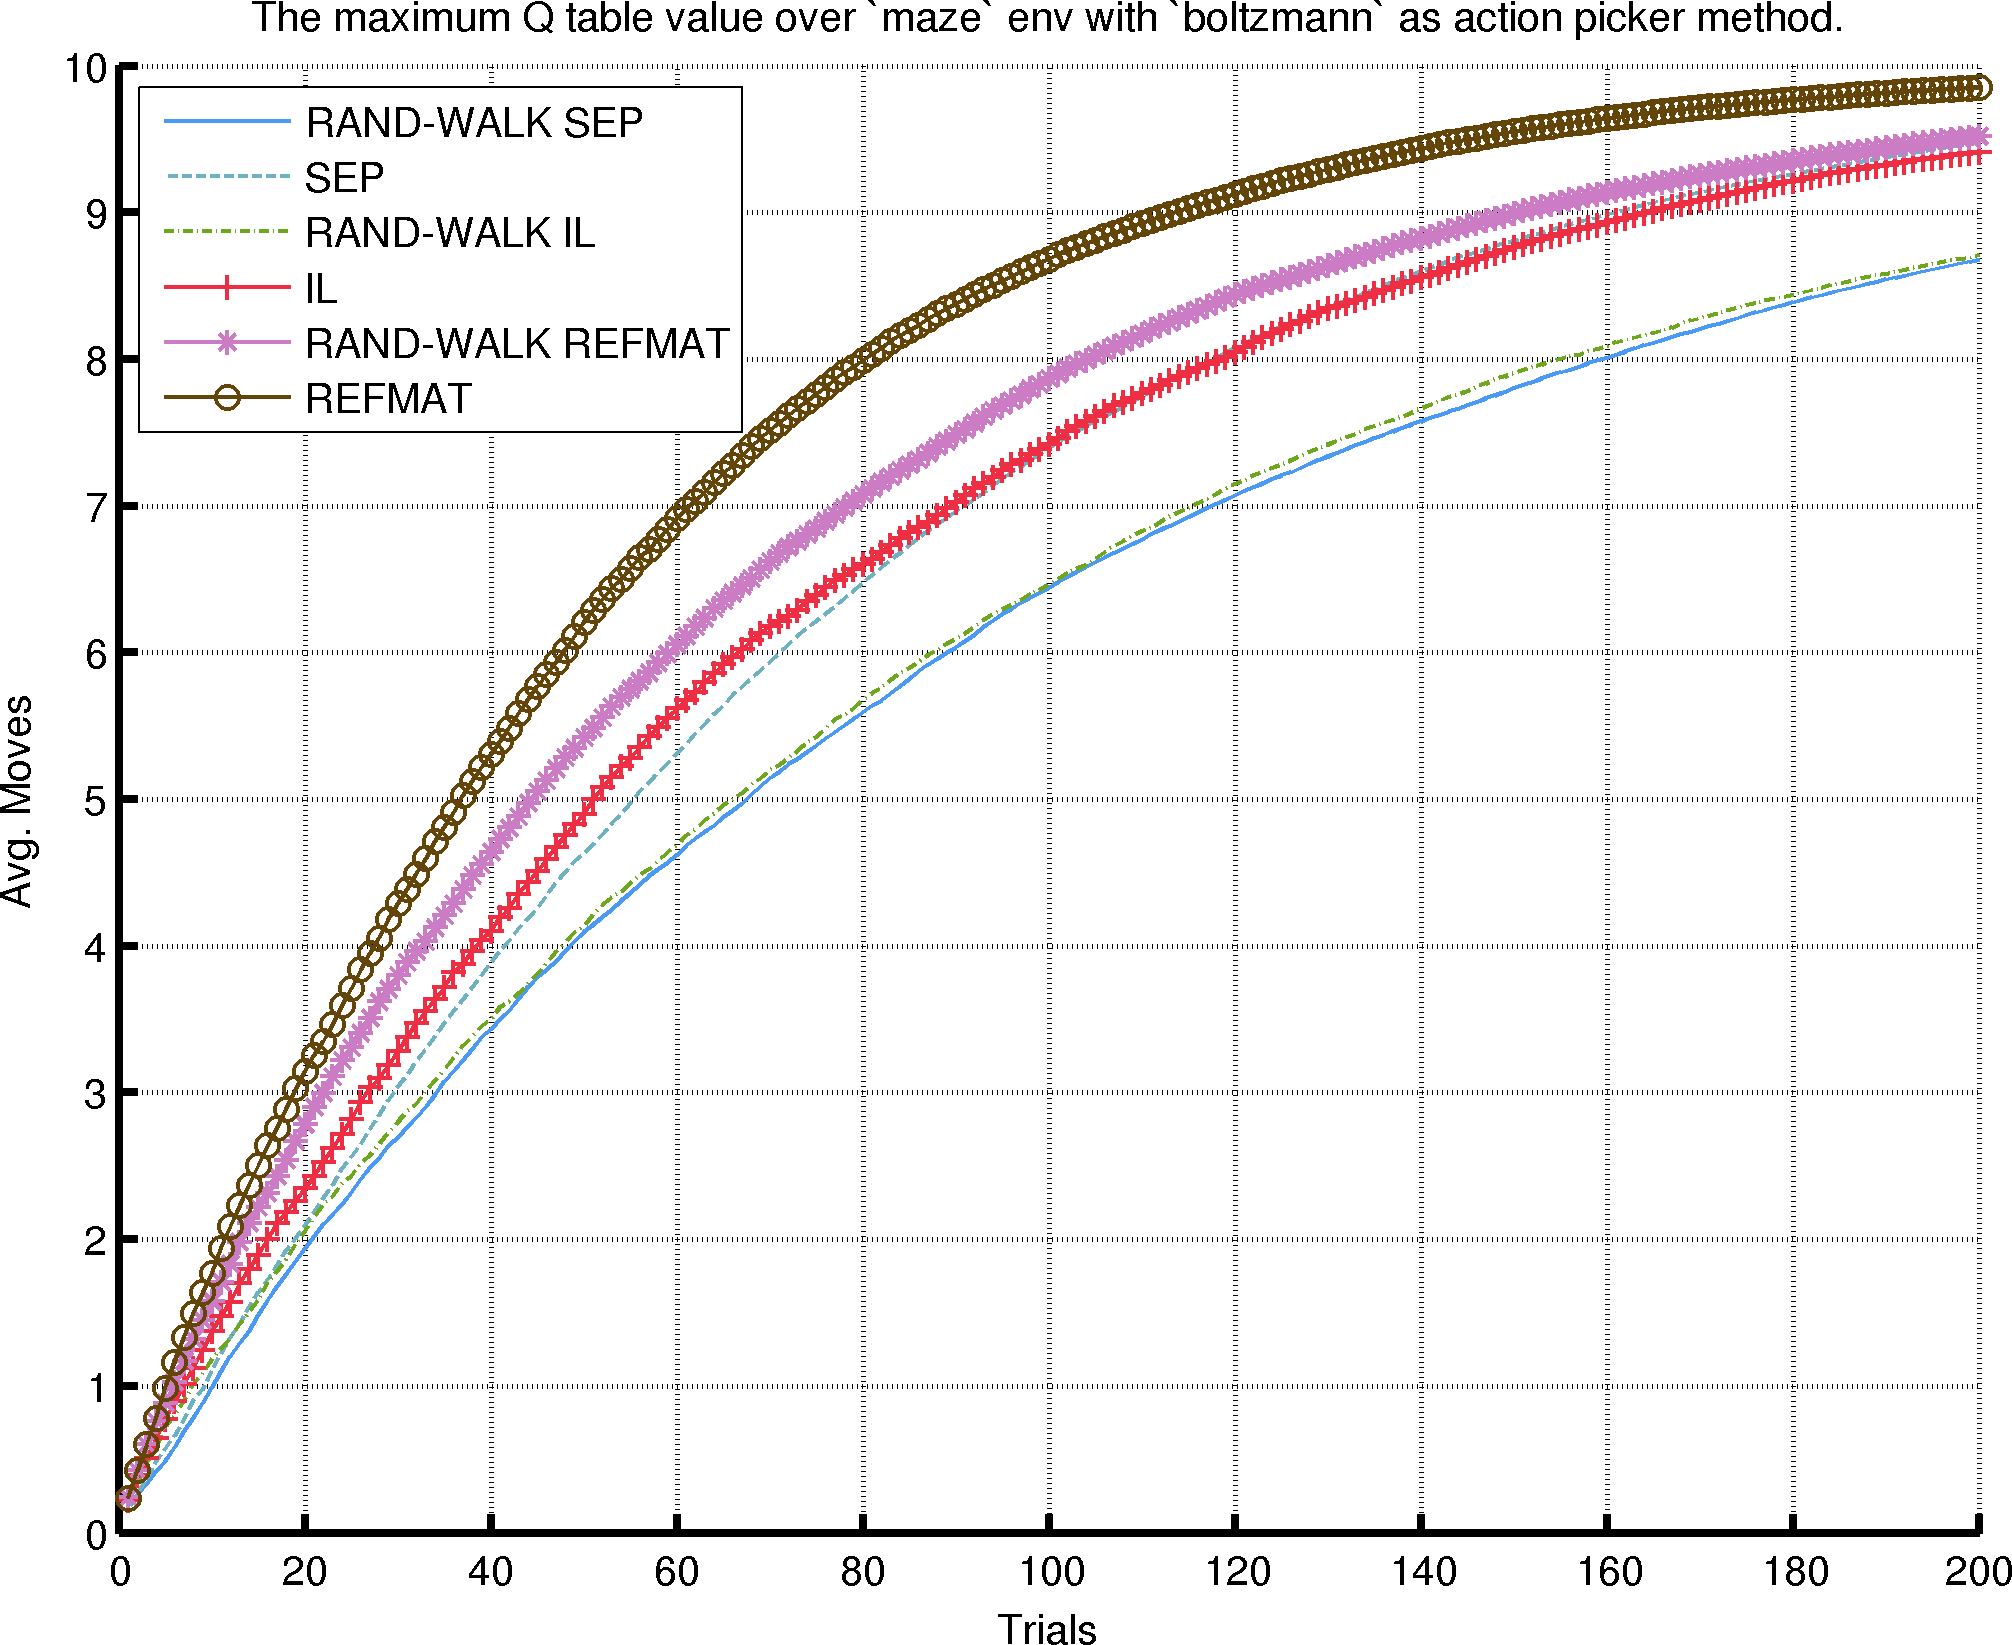 The maximum Q table value over `maze` env with `boltzmann` as action picker method.
10
9
8
7
6
5
4
3
2
1
0
Avg. Moves
RAND-WALK SEP
SEP
RAND-WALK IL
IL
RAND-WALK REFMAT
REFMAT
0 20 40 60 80 100 120 140 160 180 200
Trials